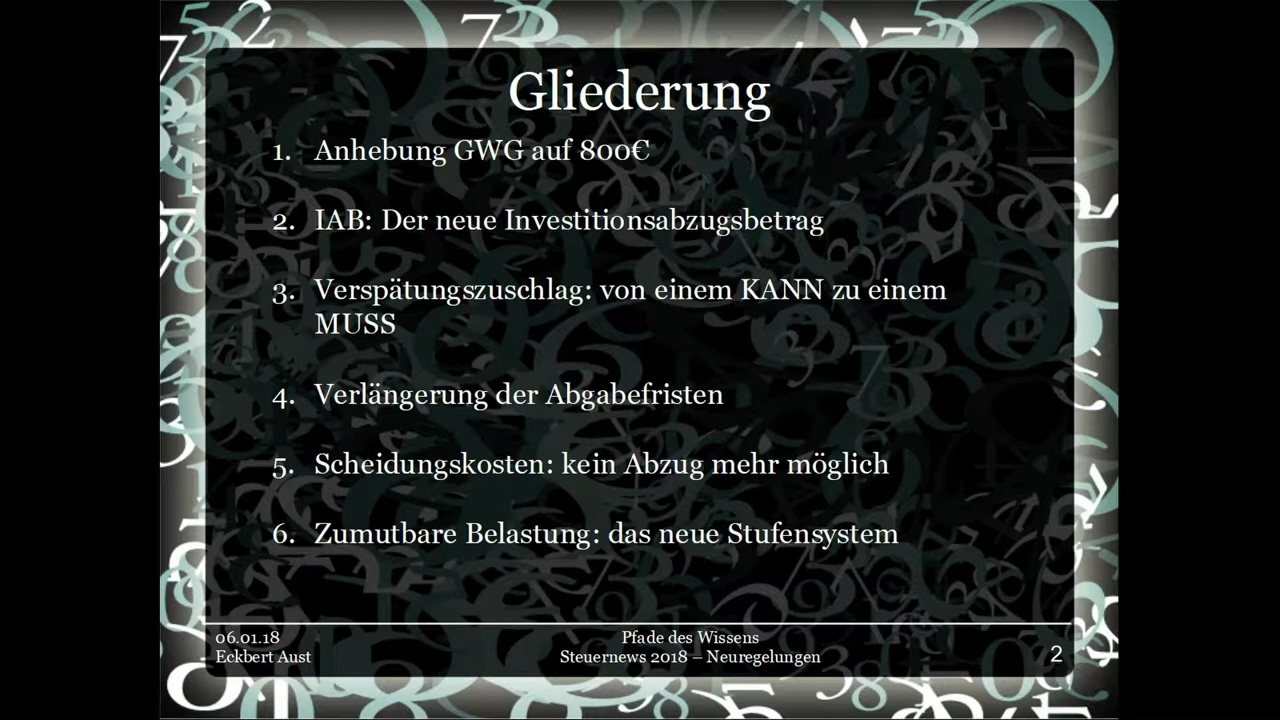 Gliederung
1. Anhebung GWG auf 800€
2. IAB: Der neue Investitionsabzugsbetrag
3. Verspätungszuschlag: von einem KANN zu einem
MUSS
4. Verlängerung der Abgabefristen
5. Scheidungskosten: kein Abzug mehr möglich
6. Zumutbare Belastung: das neue Stufensystem
06.01.18
Eckbert Aust
Pfade des Wissens
Steuernews 2018 – Neuregelungen
2